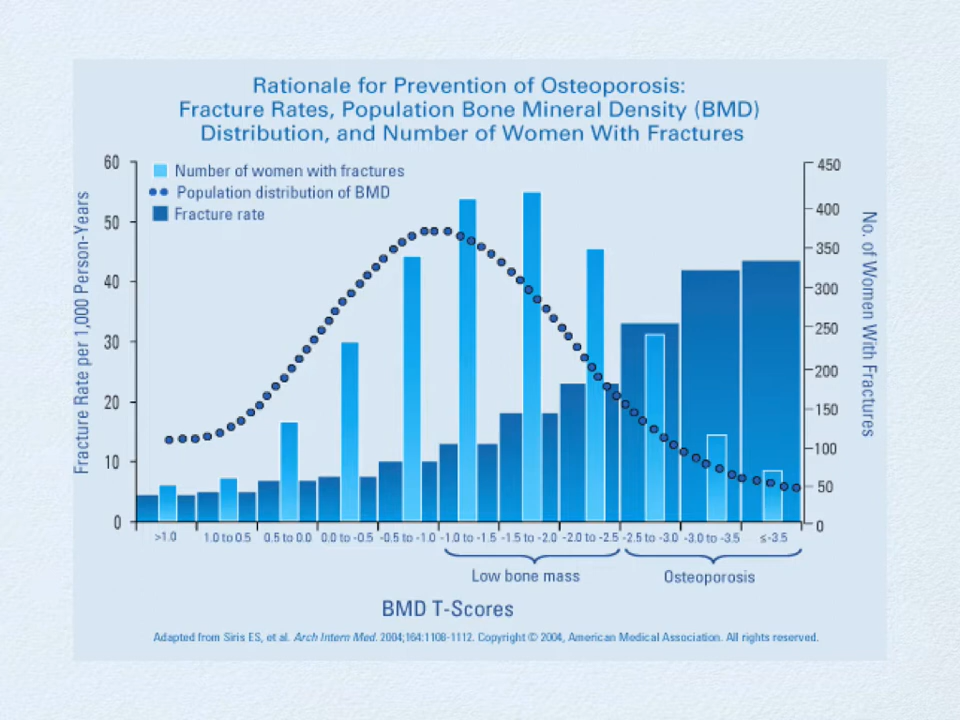 Rationale for Prevention of Osteoporosis:
Fracture Rates, Population Bone Mineral Density (BMD)
Distribution, and Number of Women With Fractures
Number of women with fractures
Population distribution of BMD
Fracture rate
Fracture Rate per 1,000 Person-Years
60
50
40
30
20
10
0
450
400
350
300
250
200
150
100
50
0
No. of Women With Fractures
>1.0 1.0 to 0.5 0.5 to 0.0 0.0 to -0.5 -0.5 to -1.0 -1.0 to -1.5 -1.5 to -2.0 -2.0 to -2.5 -2.5 to -3.0 -3.0 to -3.5 ≤-3.5
Low bone mass Osteoporosis
BMD T-Scores
Adapted from Siris ES, et al. Arch Intern Med. 2004;164:1108-1112. Copyright © 2004, American Medical Association. All rights reserved.